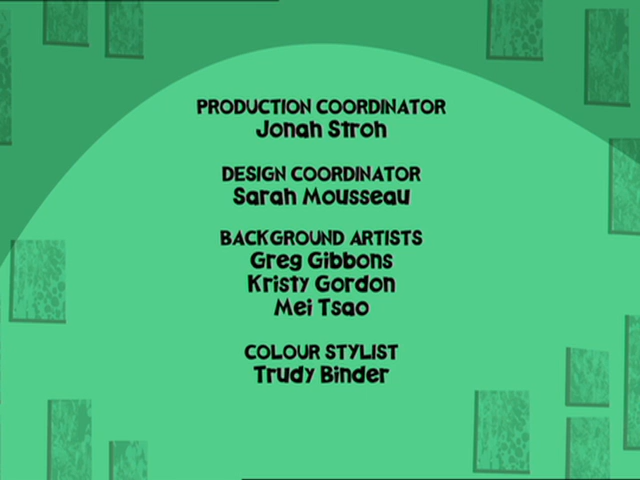 PRODUCTION COORDINATOR
Jonah Stroh
DESIGN COORDINATOR
Sarah Mousseau
BACKGROUND ARTISTS
Greg Gibbons
Kristy Gordon
Mei Tsao
COLOUR STYLIST
Trudy Binder